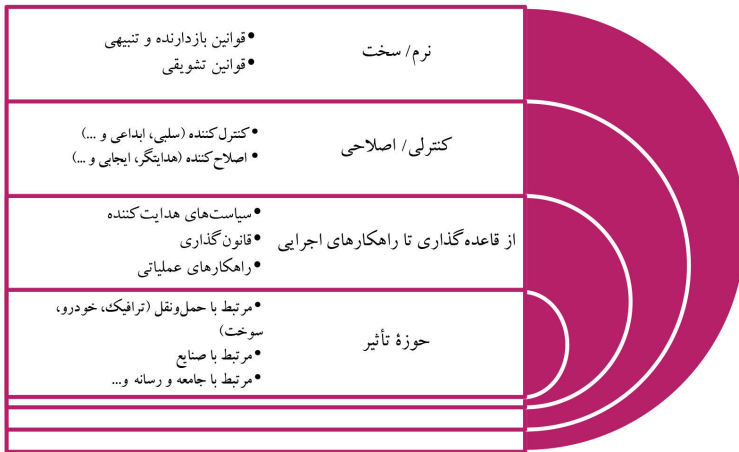 نرم/ سخت
•قوانین بازدارنده و تنبیهی
•قوانین تشویقی
کنترلی/ اصلاحی
•کنترل‌کننده (سلبی، ابداعی و ...)
•اصلاح‌کننده (هدایتگر، ایجابی و ...)
از قاعده‌گذاری تا راهکارهای اجرایی
•سیاست‌های هدایت‌کننده
•قانون‌گذاری
•راهکارهای عملیاتی
حوزۀ تأثیر
•مرتبط با حمل‌ونقل (ترافیک، خودرو،
سوخت)
•مرتبط با صنایع
•مرتبط با جامعه و رسانه و...